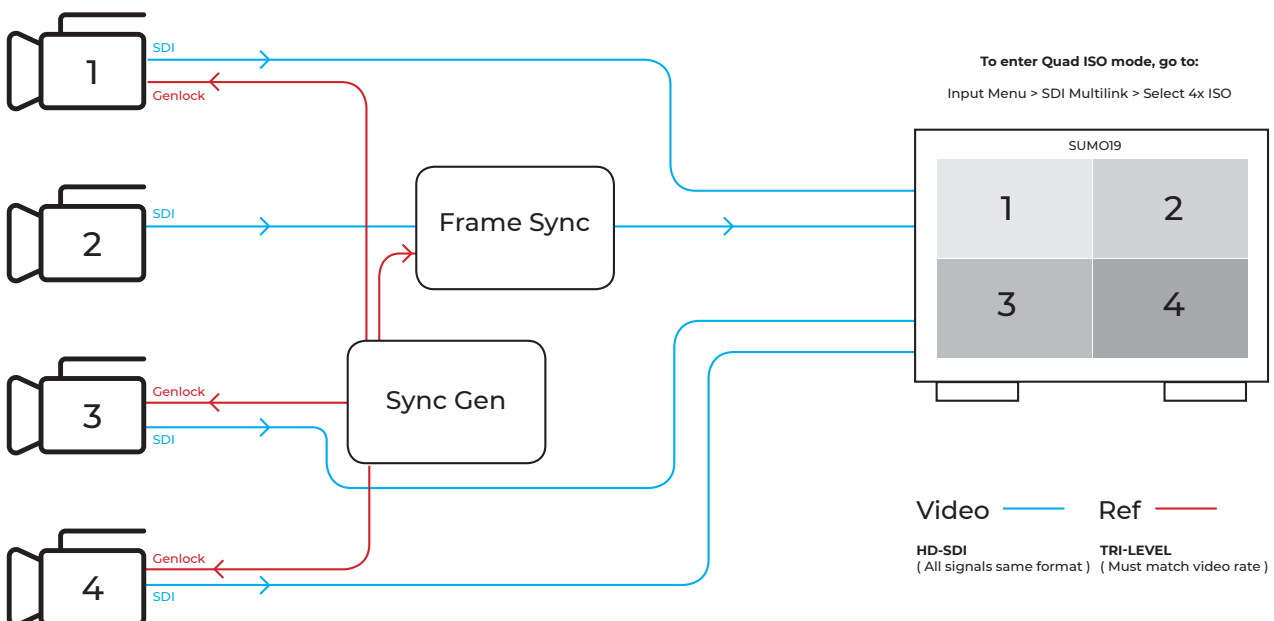 1
SDI
Genlock
To enter Quad ISO mode, go to:
Input Menu > SDI Multilink > Select 4x ISO
SUMO19
1 2
3 4
2
SDI
Frame Sync
3
Genlock
SDI
Sync Gen
4
Genlock
SDI
Video Ref
HD-SDI TRI-LEVEL
( All signals same format ) ( Must match video rate )